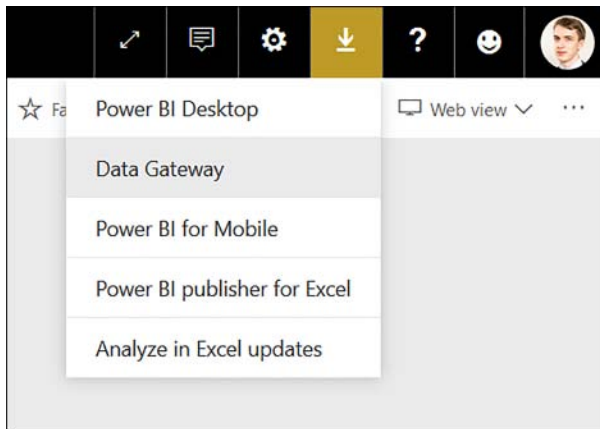 ?
Fa
Power BI Desktop
Web view
...
Data Gateway
Power BI for Mobile
Power BI publisher for Excel
Analyze in Excel updates